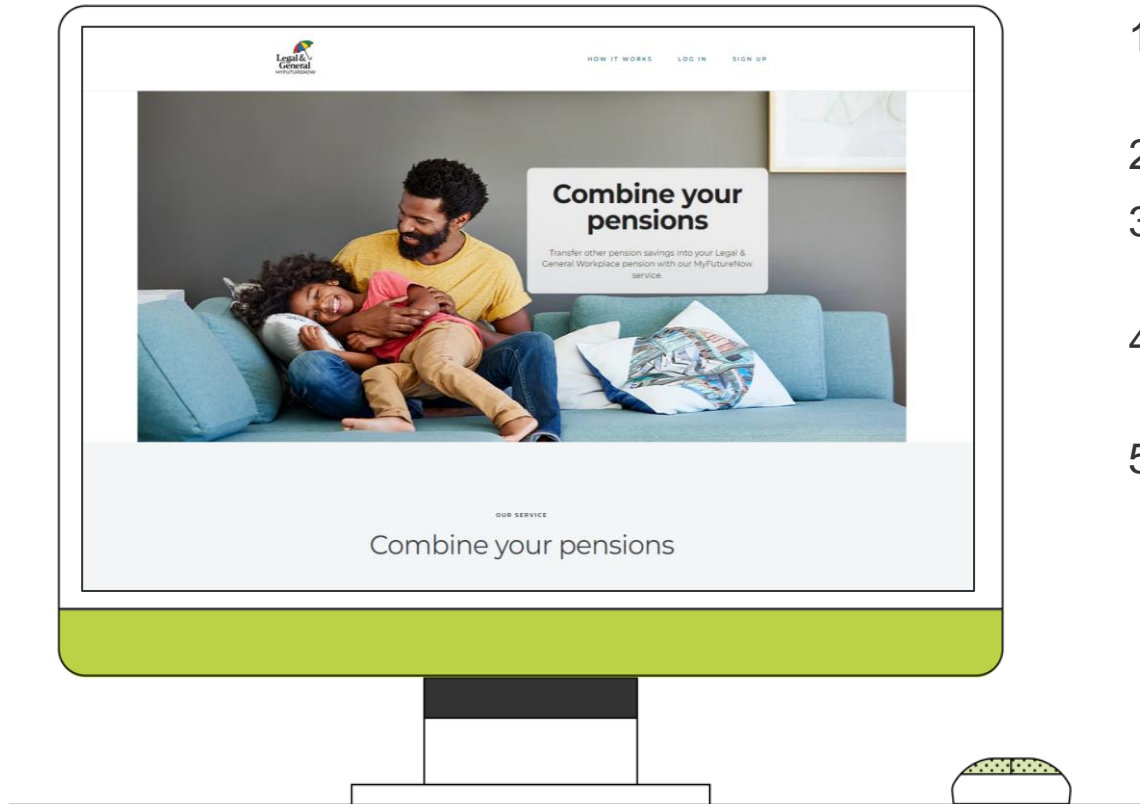 Legal &
General
MYFUTURENOW
HOW IT WORKS LOG IN SIGN UP
Combine your
pensions
Transfer other pension savings into your Legal &
General Workplace pension with our MyFutureNow
service.
OUR SERVICE
Combine your pensions
1
2
3
4
5